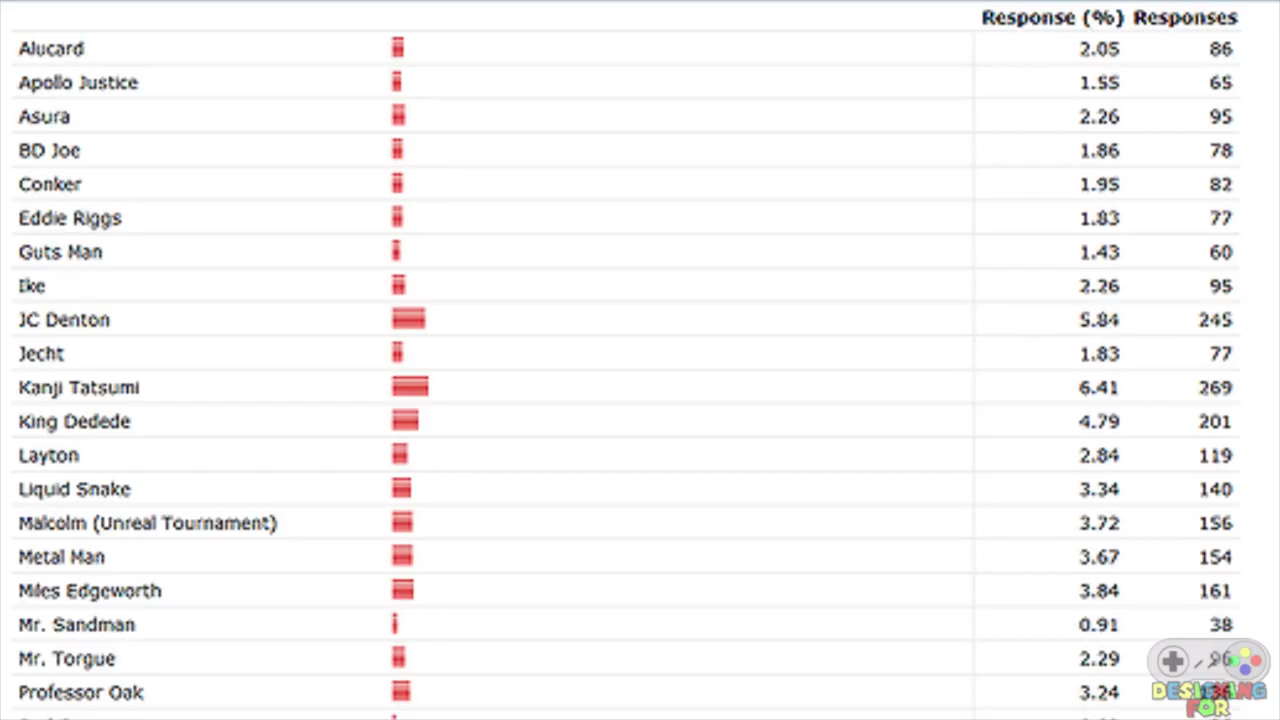 Response (%) Responses
Alucard 2.05 86
Apollo Justice 1.55 65
Asura 2.26 95
BD Joe 1.86 78
Conker 1.95 82
Eddie Riggs 1.83 77
Guts Man 1.43 60
Ike 2.26 95
JC Denton 5.84 245
Jecht 1.83 77
Kanji Tatsumi 6.41 269
King Dedede 4.79 201
Layton 2.84 119
Liquid Snake 3.34 140
Malcolm (Unreal Tournament) 3.72 156
Metal Man 3.67 154
Miles Edgeworth 3.84 161
Mr. Sandman 0.91 38
Mr. Torgue 2.29 96
Professor Oak 3.24
DESIGNING
FOR